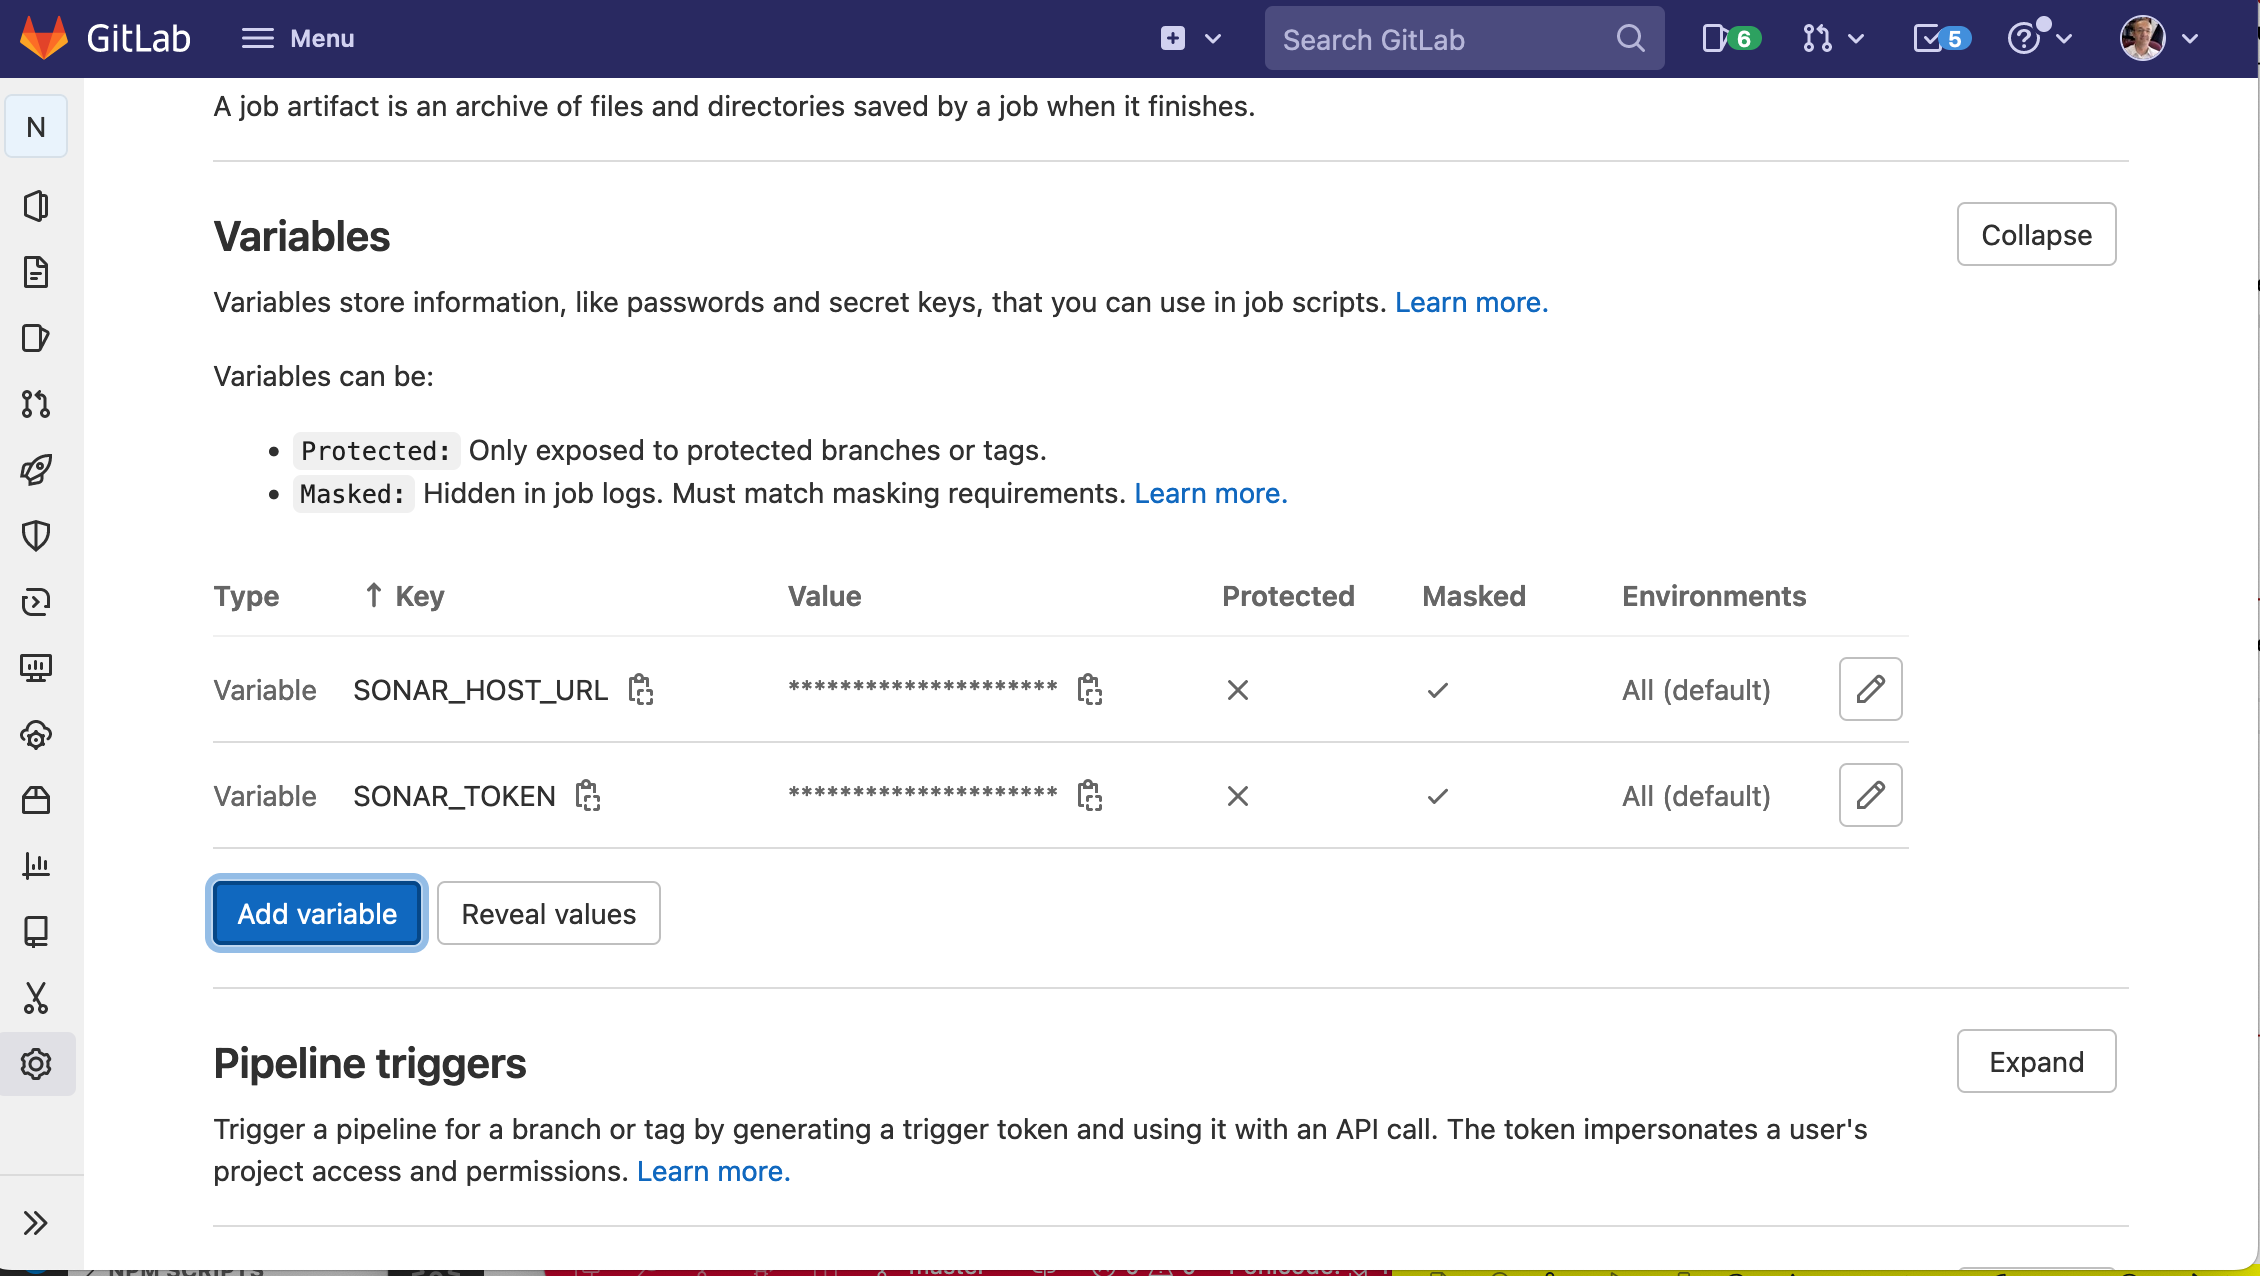 GitLab
Menu
Search GitLab
6
5
N
A job artifact is an archive of files and directories saved by a job when it finishes.
Variables
Collapse
Variables store information, like passwords and secret keys, that you can use in job scripts. Learn more.
Variables can be:
Protected: Only exposed to protected branches or tags.
Masked: Hidden in job logs. Must match masking requirements. Learn more.
Type ↑ Key Value Protected Masked Environments
Variable SONAR_HOST_URL ********************* All (default)
Variable SONAR_TOKEN ********************* All (default)
Add variable Reveal values
Pipeline triggers
Expand
Trigger a pipeline for a branch or tag by generating a trigger token and using it with an API call. The token impersonates a user's
project access and permissions. Learn more.